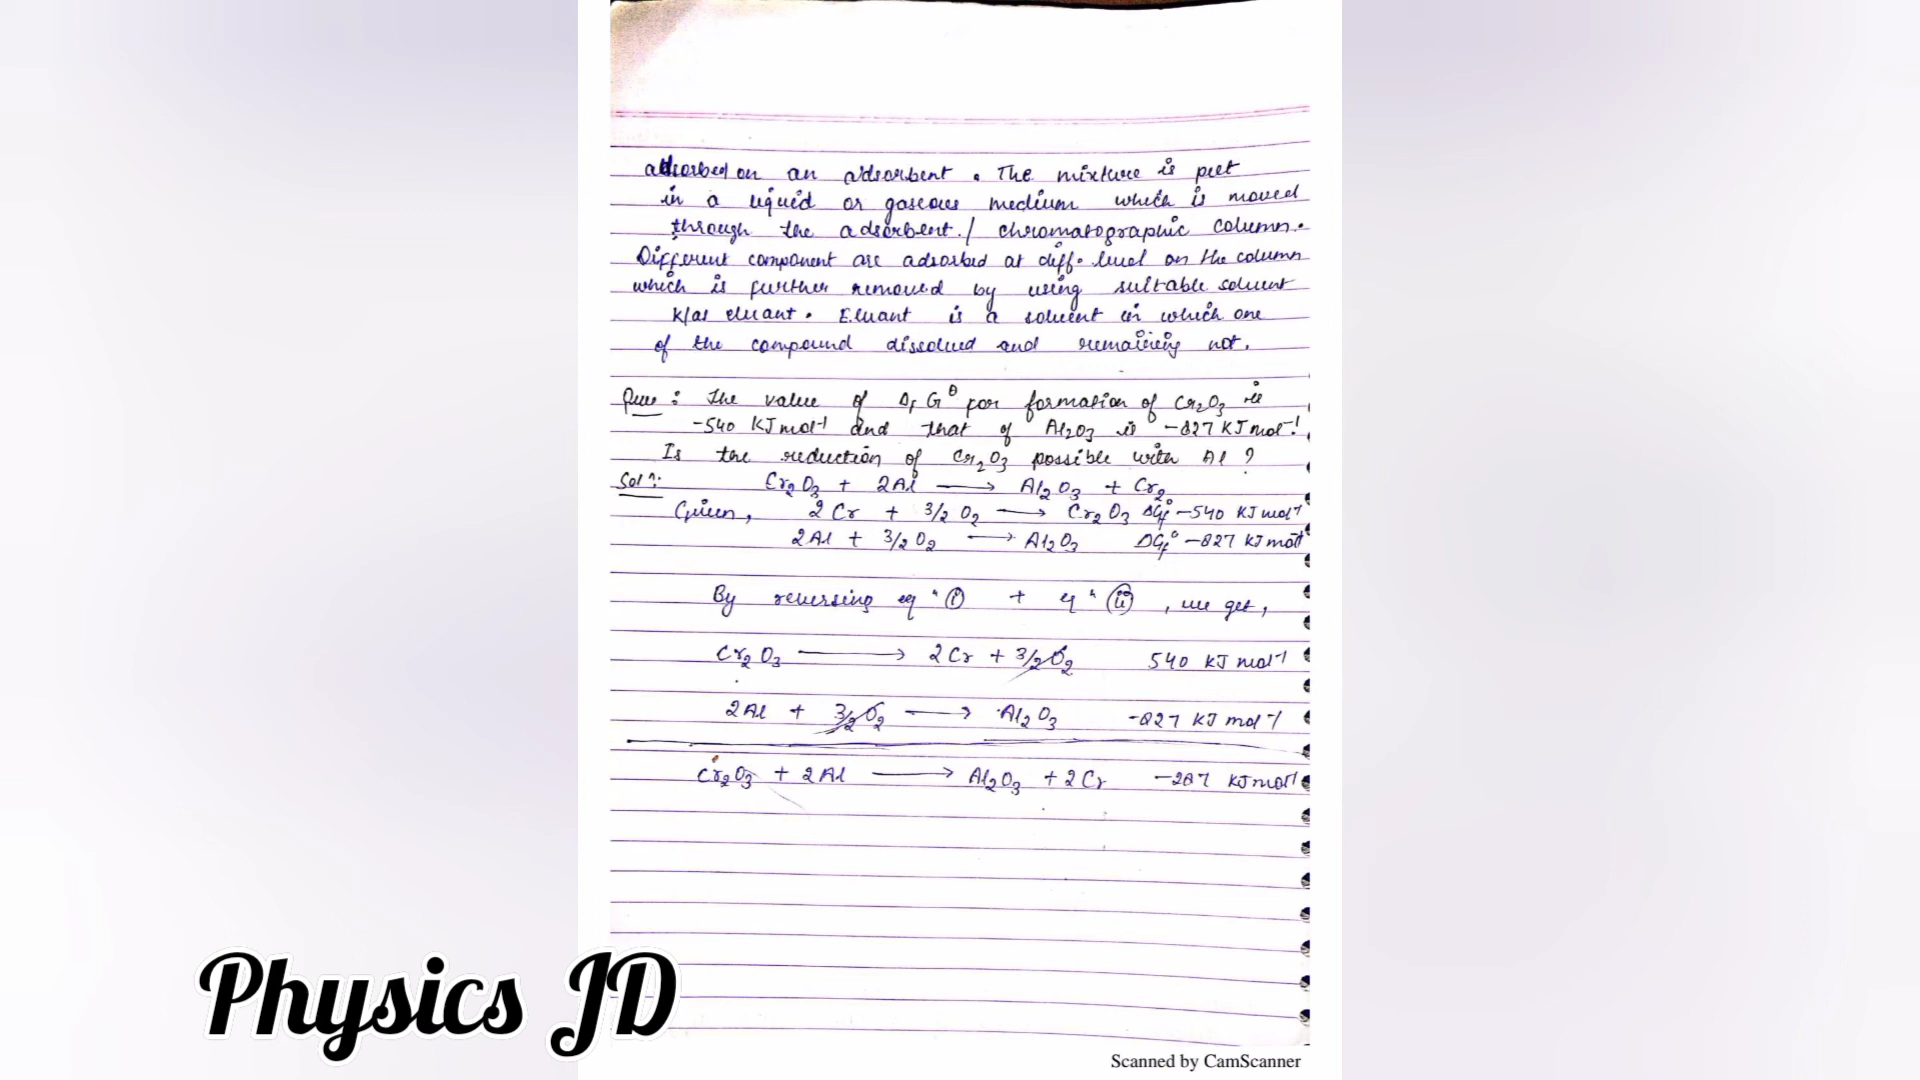 adsorbed on an adsorbent. The mixture is put
in a liquid or gaseous medium which is moved
through the adsorbent./ chromatographic column.
Different component are adsorbed at diff. level on the column
which is further removed by using suitable solvent
k/as eluant. Eluant is a solvent in which one
of the compound dissolved and remaining not.
Ques: The value of ΔfG⊖ for formation of Cr2O3 is
-540 KJ mol-1 and that of Al2O3 is -827 KJ mol-1.
Is the reduction of Cr2O3 possible with Al?
Soln: Cr2O3 + 2Al → Al2O3 + Cr2
Given, 2Cr + 3/2 O2 → Cr2O3 ΔGf° -540 KJ mol-1
2Al + 3/2 O2 → Al2O3 ΔGf° -827 KJ mol-1
By reversing eqn (i) + eqn (ii), we get,
Cr2O3 → 2Cr + 3/2O2 540 KJ mol-1
2Al + 3/2O2 → Al2O3 -827 KJ mol-1
Cr2O3 + 2Al → Al2O3 + 2Cr -287 KJ mol-1
Physics JD
Scanned by CamScanner